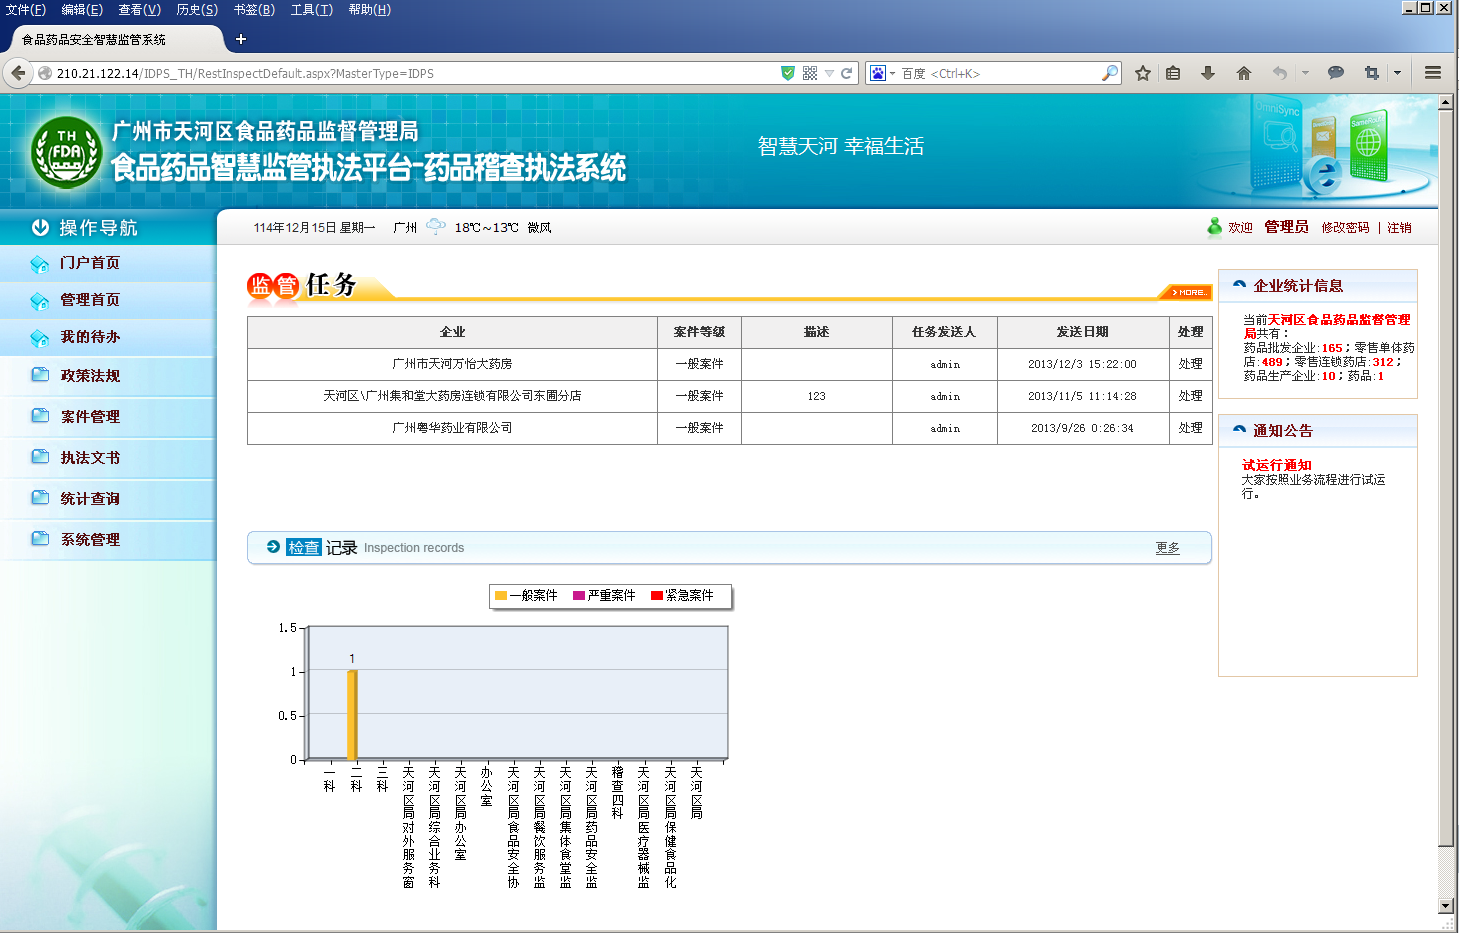 文件(F) 编辑(E) 查看(V) 历史(S) 书签(B) 工具(T) 帮助(H)
食品药品安全智慧监管系统
210.21.122.14/IDPS_TH/RestInspectDefault.aspx?MasterType=IDPS
百度 <Ctrl+K>
TH
FDA
广州市天河区食品药品监督管理局
食品药品智慧监管执法平台-药品稽查执法系统
智慧天河 幸福生活
OmniSync
SameRoute
操作导航
114年12月15日 星期一 广州 18℃~13℃ 微风
欢迎 管理员 修改密码 | 注销
门户首页
管理首页
我的待办
政策法规
案件管理
执法文书
统计查询
系统管理
监管任务
MORE..
企业 案件等级 描述 任务发送人 发送日期 处理
广州市天河万怡大药房 一般案件 admin 2013/12/3 15:22:00 处理
天河区\广州集和堂大药房连锁有限公司东圃分店 一般案件 123 admin 2013/11/5 11:14:28 处理
广州粤华药业有限公司 一般案件 admin 2013/9/26 0:26:34 处理
企业统计信息
当前天河区食品药品监督管理
局共有：
药品批发企业:165；零售单体药
店:489；零售连锁药店:312；
药品生产企业:10；药品:1
通知公告
试运行通知
大家按照业务流程进行试运
行。
检查 记录 Inspection records 更多
一般案件 严重案件 紧急案件
1.5
1
0.5
0
1
一科
二科
三科
天河区局对外服务窗
天河区局综合业务科
天河区局办公室
办公室
天河区局食品安全协
天河区局餐饮服务监
天河区局集体食堂监
天河区局药品安全监
稽查四科
天河区局医疗器械监
天河区局保健食品化
天河区局